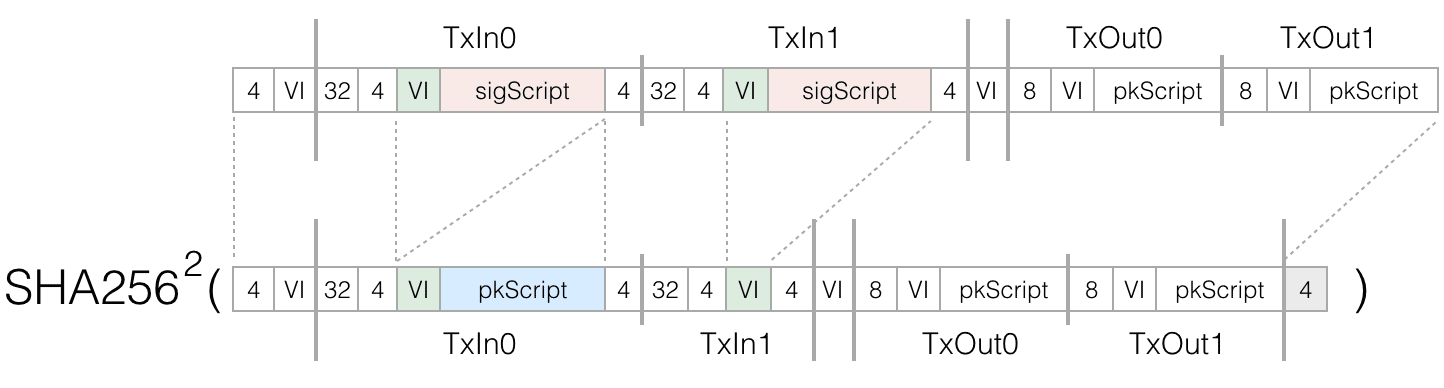 TxIn0 TxIn1 TxOut0 TxOut1
4 VI 32 4 VI sigScript 4 32 4 VI sigScript 4 VI 8 VI pkScript 8 VI pkScript
SHA256²( 4 VI 32 4 VI pkScript 4 32 4 VI 4 VI 8 VI pkScript 8 VI pkScript 4 )
TxIn0 TxIn1 TxOut0 TxOut1